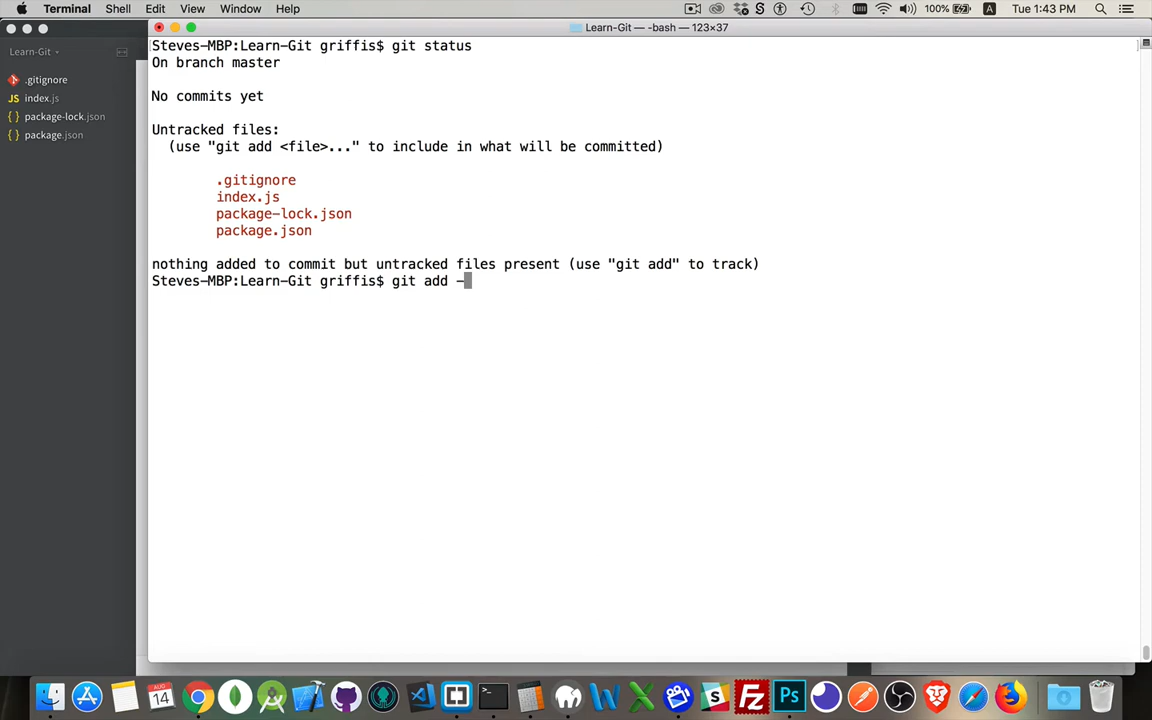 Terminal Shell Edit View Window Help 100% Tue 1:43 PM
Learn-Git — -bash — 123×37
Learn-Git
.gitignore
JS index.js
{ } package-lock.json
{ } package.json
Steves-MBP:Learn-Git griffis$ git status
On branch master
No commits yet
Untracked files:
(use "git add <file>..." to include in what will be committed)
.gitignore
index.js
package-lock.json
package.json
nothing added to commit but untracked files present (use "git add" to track)
Steves-MBP:Learn-Git griffis$ git add -
AUG
14
Fz
Ps